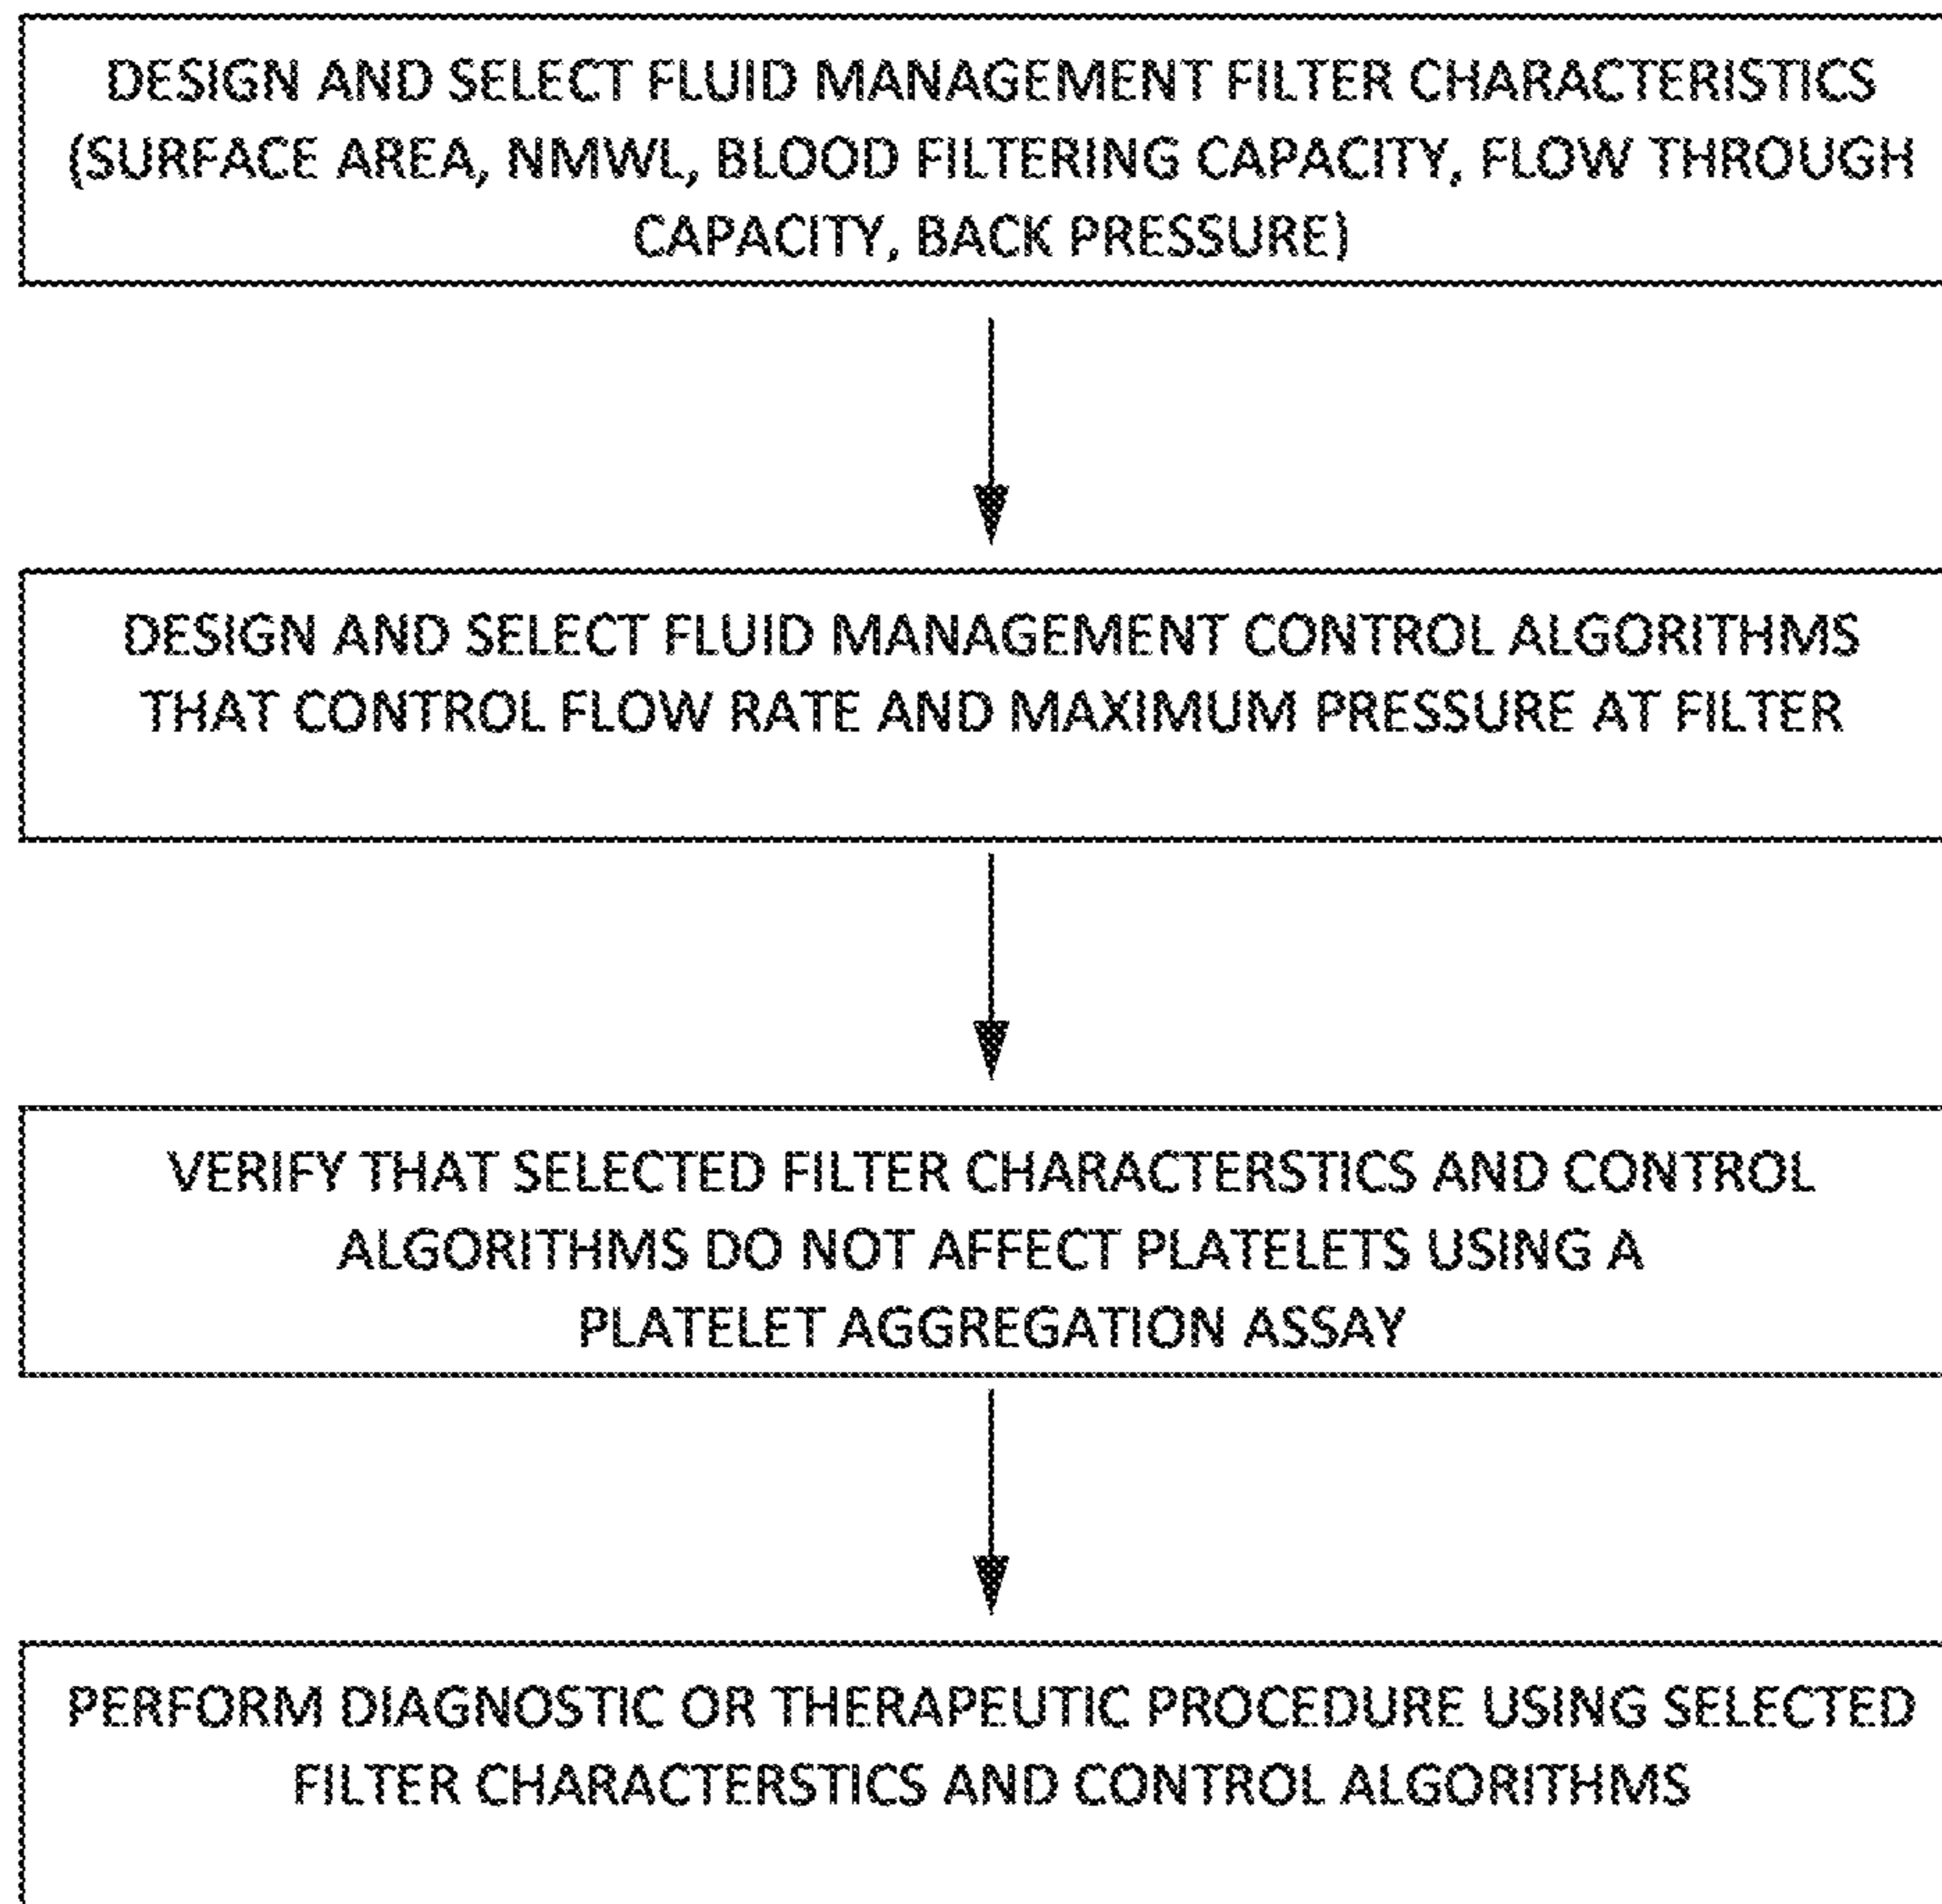 DESIGN AND SELECT FLUID MANAGEMENT FILTER CHARACTERISTICS
(SURFACE AREA, NMWL, BLOOD FILTERING CAPACITY, FLOW THROUGH
CAPACITY, BACK PRESSURE)
DESIGN AND SELECT FLUID MANAGEMENT CONTROL ALGORITHMS
THAT CONTROL FLOW RATE AND MAXIMUM PRESSURE AT FILTER
VERIFY THAT SELECTED FILTER CHARACTERSTICS AND CONTROL
ALGORITHMS DO NOT AFFECT PLATELETS USING A
PLATELET AGGREGATION ASSAY
PERFORM DIAGNOSTIC OR THERAPEUTIC PROCEDURE USING SELECTED
FILTER CHARACTERSTICS AND CONTROL ALGORITHMS